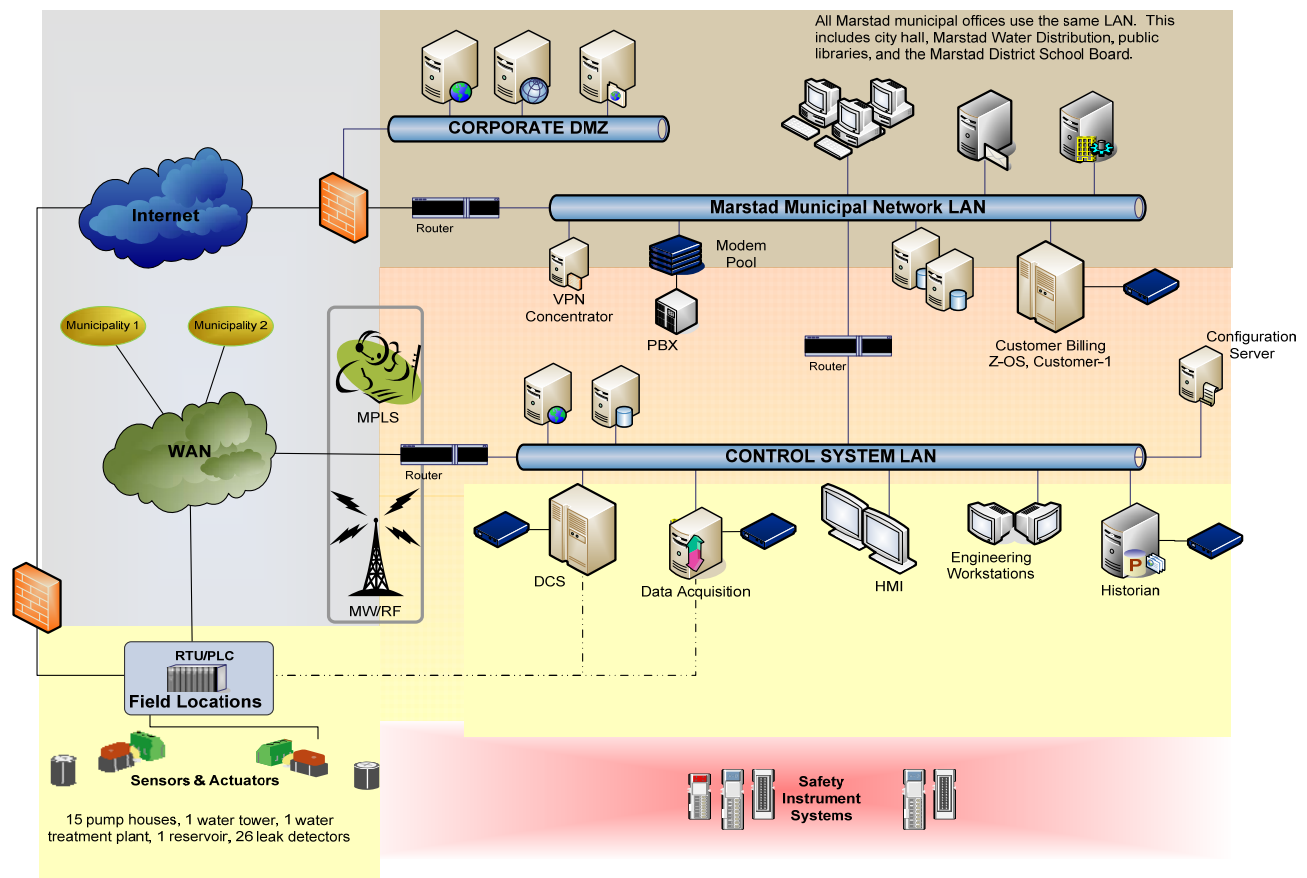 All Marstad municipal offices use the same LAN. This
includes city hall, Marstad Water Distribution, public
libraries, and the Marstad District School Board.
CORPORATE DMZ
Internet
Marstad Municipal Network LAN
Router
VPN
Concentrator
Modem
Pool
PBX
Customer Billing
Z-OS, Customer-1
Configuration
Server
Municipality 1
Municipality 2
Router
MPLS
WAN
CONTROL SYSTEM LAN
Router
DCS
Data Acquisition
HMI
Engineering
Workstations
P
Historian
MW/RF
RTU/PLC
Field Locations
Sensors & Actuators
15 pump houses, 1 water tower, 1 water
treatment plant, 1 reservoir, 26 leak detectors
Safety
Instrument
Systems